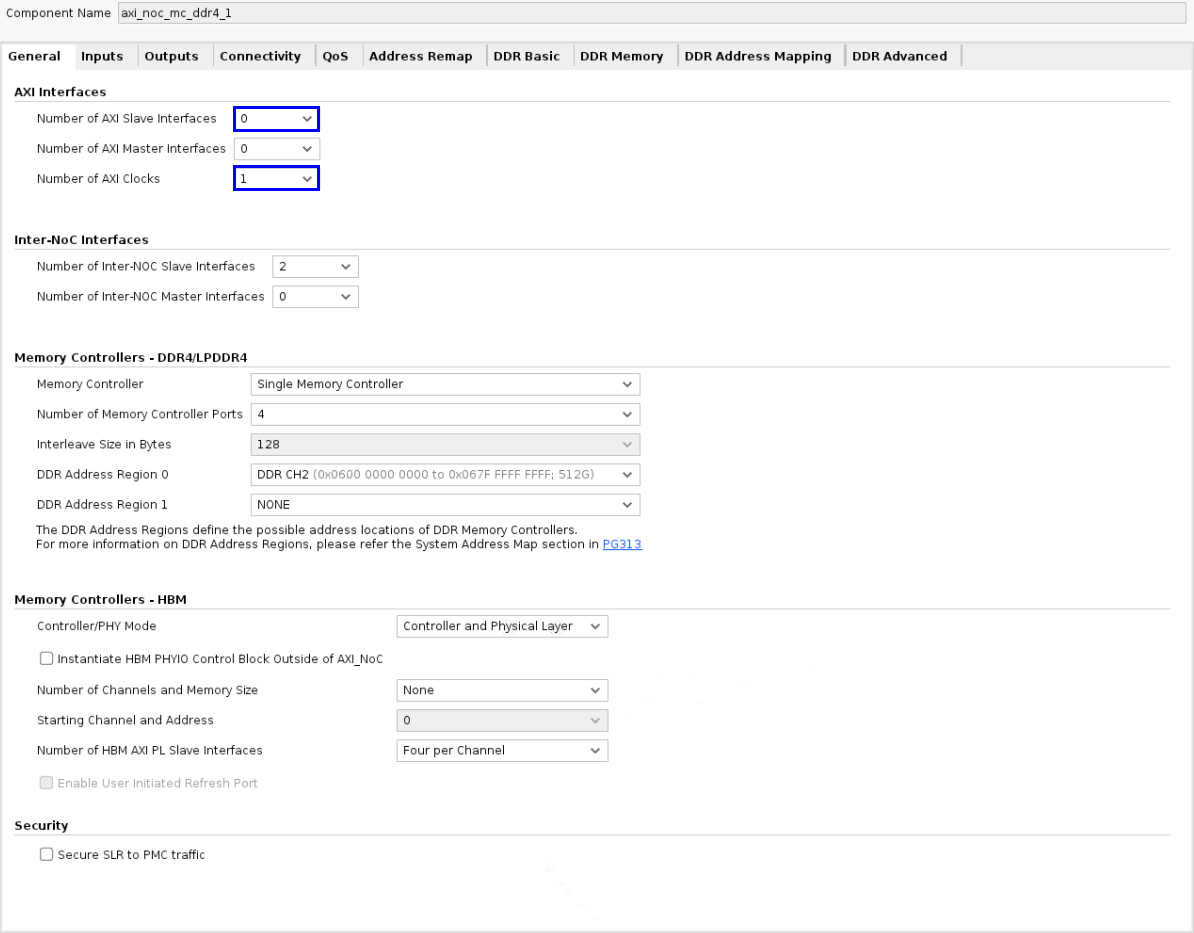 Component Name axi_noc_mc_ddr4_1
General Inputs Outputs Connectivity QoS Address Remap DDR Basic DDR Memory DDR Address Mapping DDR Advanced
AXI Interfaces
Number of AXI Slave Interfaces 0
Number of AXI Master Interfaces 0
Number of AXI Clocks 1
Inter-NoC Interfaces
Number of Inter-NOC Slave Interfaces 2
Number of Inter-NOC Master Interfaces 0
Memory Controllers - DDR4/LPDDR4
Memory Controller Single Memory Controller
Number of Memory Controller Ports 4
Interleave Size in Bytes 128
DDR Address Region 0 DDR CH2 (0x0600 0000 0000 to 0x067F FFFF FFFF; 512G)
DDR Address Region 1 NONE
The DDR Address Regions define the possible address locations of DDR Memory Controllers.
For more information on DDR Address Regions, please refer the System Address Map section in PG313
Memory Controllers - HBM
Controller/PHY Mode Controller and Physical Layer
Instantiate HBM PHYIO Control Block Outside of AXI_NoC
Number of Channels and Memory Size None
Starting Channel and Address 0
Number of HBM AXI PL Slave Interfaces Four per Channel
Enable User Initiated Refresh Port
Security
Secure SLR to PMC traffic